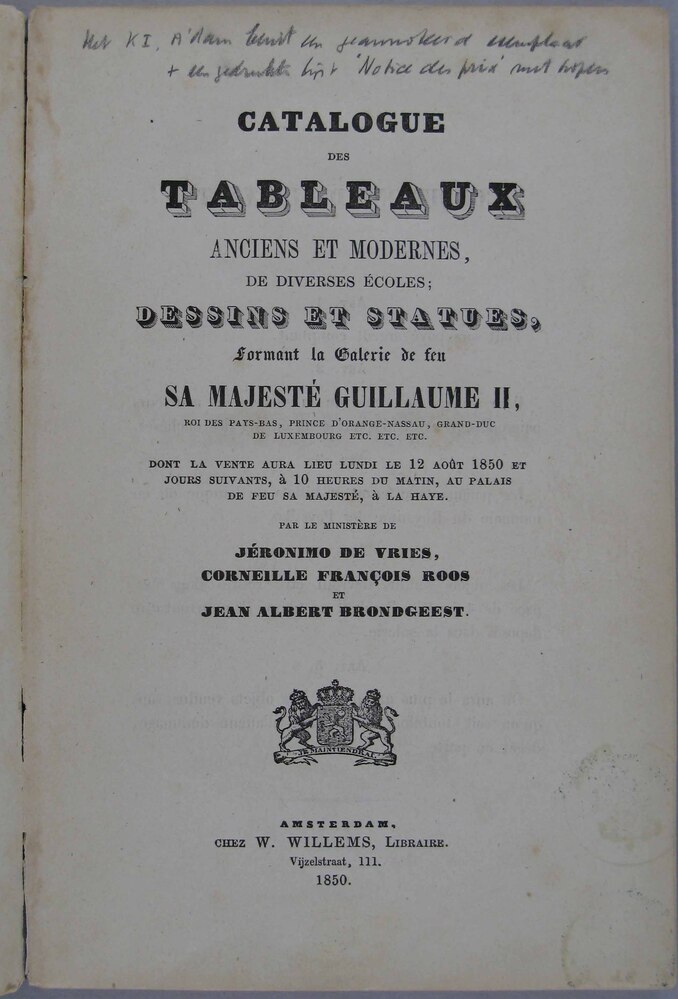 Het KI, A'dam bezit een geannoteerd exemplaar
+ een gedrukte lijst "Notice des prix" met kopers
CATALOGUE
DES
TABLEAUX
ANCIENS ET MODERNES,
DE DIVERSES ÉCOLES;
DESSINS ET STATUES,
Formant la Galerie de feu
SA MAJESTÉ GUILLAUME II,
ROI DES PAYS-BAS, PRINCE D'ORANGE-NASSAU, GRAND-DUC
DE LUXEMBOURG ETC. ETC. ETC.
DONT LA VENTE AURA LIEU LUNDI LE 12 AOÛT 1850 ET
JOURS SUIVANTS, à 10 HEURES DU MATIN, AU PALAIS
DE FEU SA MAJESTÉ, à LA HAYE.
PAR LE MINISTÈRE DE
JÉRONIMO DE VRIES,
CORNEILLE FRANÇOIS ROOS
ET
JEAN ALBERT BRONDGEEST.
JE MAINTIENDRAI
AMSTERDAM,
CHEZ W. WILLEMS, LIBRAIRE.
Vijzelstraat, 111.
1850.